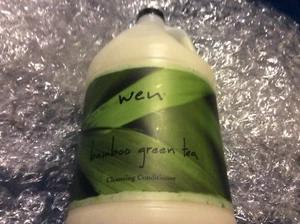 wen
bamboo green tea
Cleansing Conditioner